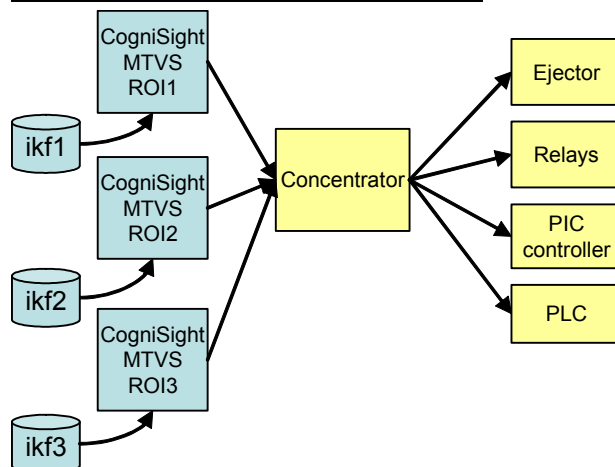 CogniSight
MTVS
ROI1
ikf1
CogniSight
MTVS
ROI2
ikf2
CogniSight
MTVS
ROI3
ikf3
Concentrator
Ejector
Relays
PIC
controller
PLC